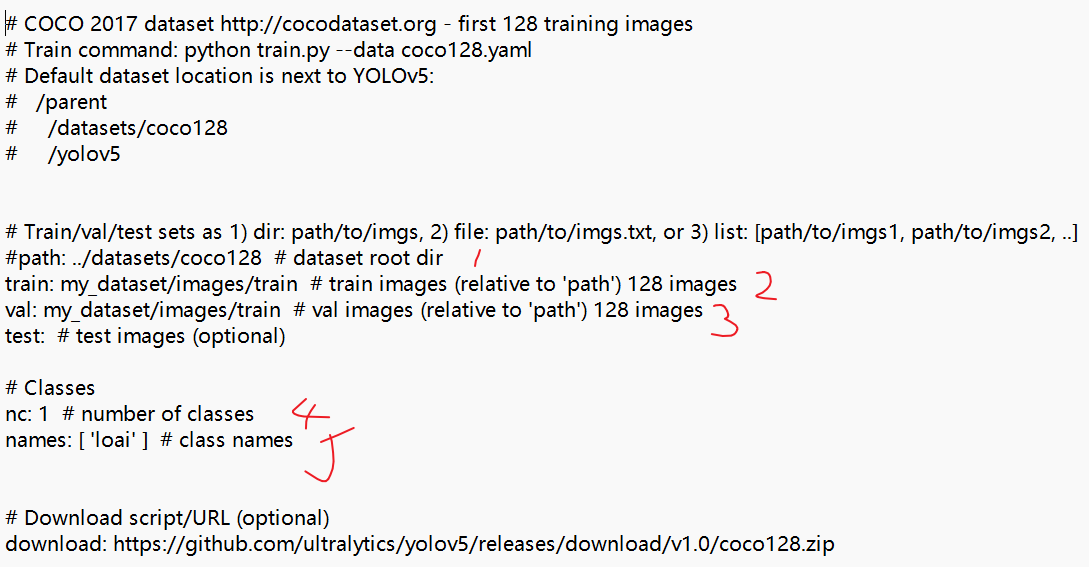 # COCO 2017 dataset http://cocodataset.org - first 128 training images
# Train command: python train.py --data coco128.yaml
# Default dataset location is next to YOLOv5:
#   /parent
#     /datasets/coco128
#     /yolov5
# Train/val/test sets as 1) dir: path/to/imgs, 2) file: path/to/imgs.txt, or 3) list: [path/to/imgs1, path/to/imgs2, ..]
#path: ../datasets/coco128  # dataset root dir 1
train: my_dataset/images/train  # train images (relative to 'path') 128 images 2
val: my_dataset/images/train  # val images (relative to 'path') 128 images 3
test:  # test images (optional)
# Classes
nc: 1  # number of classes 4
names: [ 'loai' ]  # class names 5
# Download script/URL (optional)
download: https://github.com/ultralytics/yolov5/releases/download/v1.0/coco128.zip